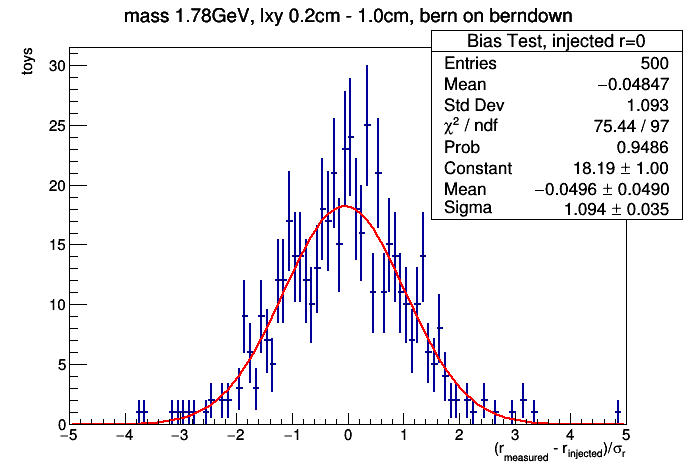 mass 1.78GeV, lxy 0.2cm - 1.0cm, bern on berndown
Bias Test, injected r=0
Entries 500
Mean −0.04847
Std Dev 1.093
χ² / ndf 75.44 / 97
Prob 0.9486
Constant 18.19 ± 1.00
Mean −0.0496 ± 0.0490
Sigma 1.094 ± 0.035
toys
30
25
20
15
10
5
0
−5 −4 −3 −2 −1 0 1 2 3 4 5
(r_measured - r_injected)/σ_r